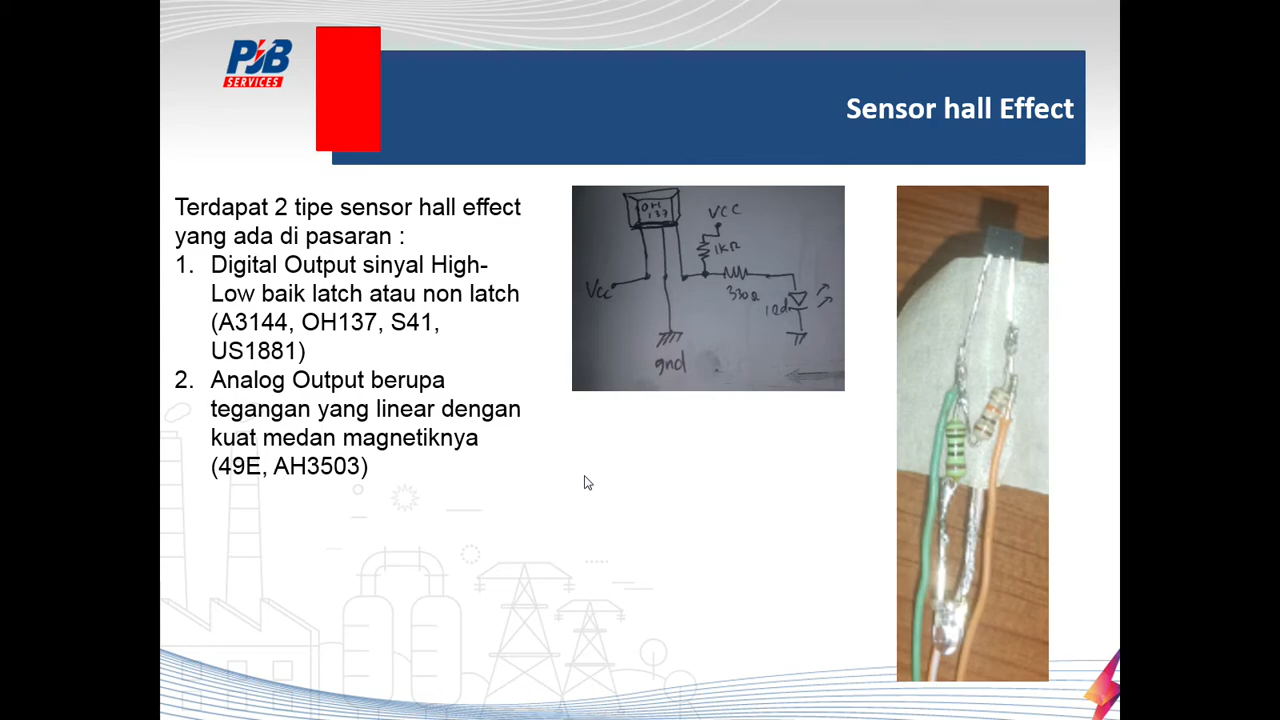 PJB
SERVICES
Sensor hall Effect
Terdapat 2 tipe sensor hall effect
yang ada di pasaran :
1. Digital Output sinyal High-
Low baik latch atau non latch
(A3144, OH137, S41,
US1881)
2. Analog Output berupa
tegangan yang linear dengan
kuat medan magnetiknya
(49E, AH3503)
OH
137
VCC
1KΩ
Vcc
330Ω
led
gnd